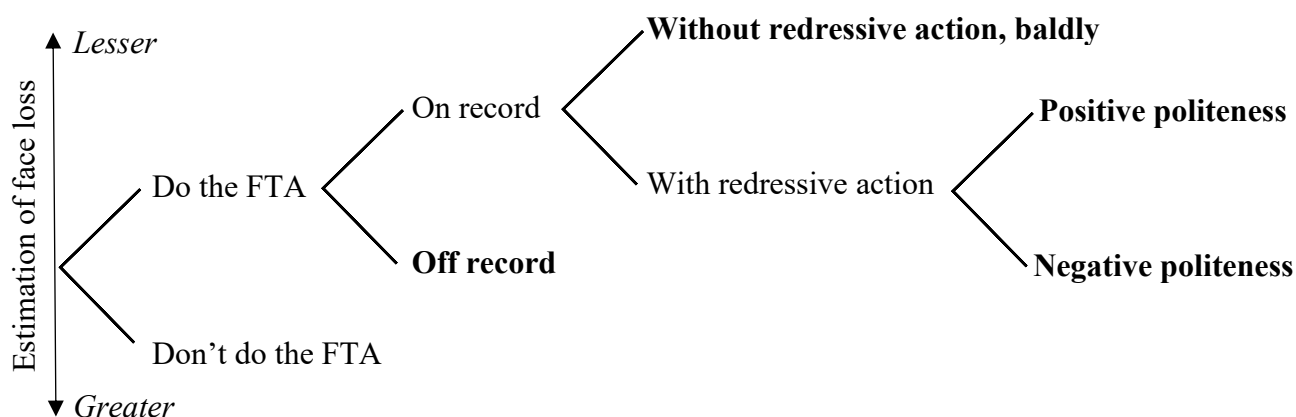 Lesser
Without redressive action, baldly
On record
Positive politeness
Estimation of face loss
Do the FTA
With redressive action
Off record
Negative politeness
Don’t do the FTA
Greater